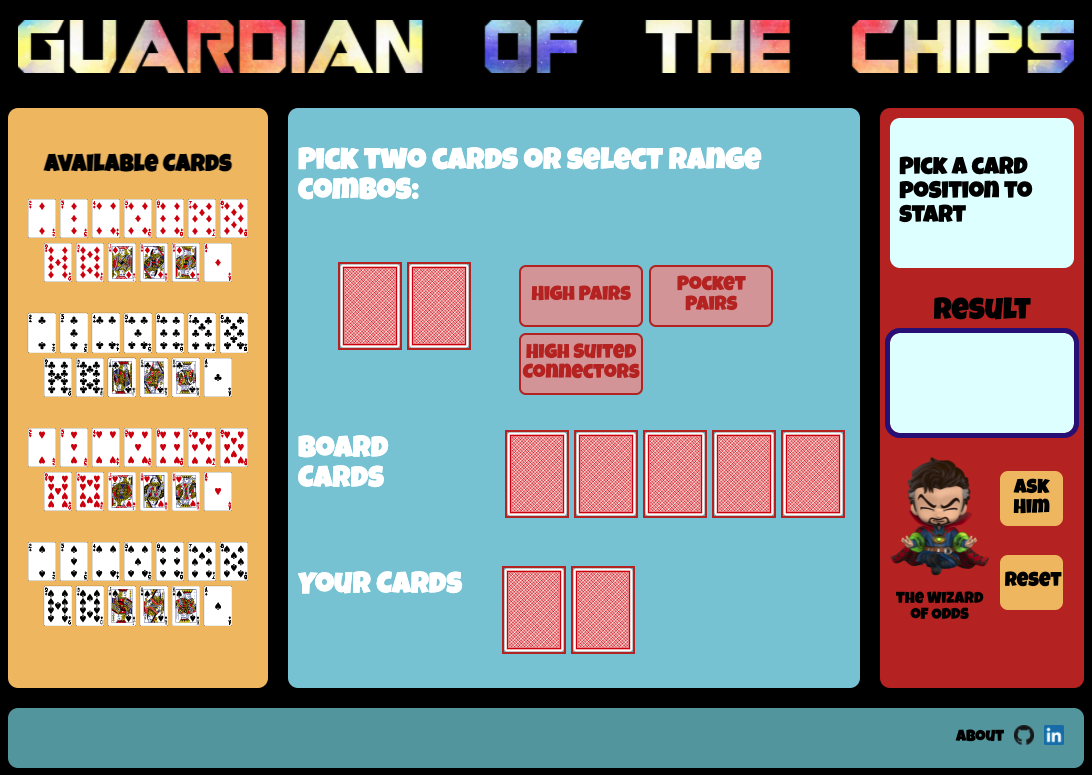 GUARDIAN OF THE CHIPS
AVAILABLE CARDS
PICK TWO CARDS OR SELECT RANGE
COMBOS:
HIGH PAIRS
POCKET
PAIRS
HIGH SUITED
CONNECTORS
BOARD
CARDS
YOUR CARDS
PICK A CARD
POSITION TO
START
RESULT
ASK
HIM
RESET
THE WIZARD
OF ODDS
ABOUT
in